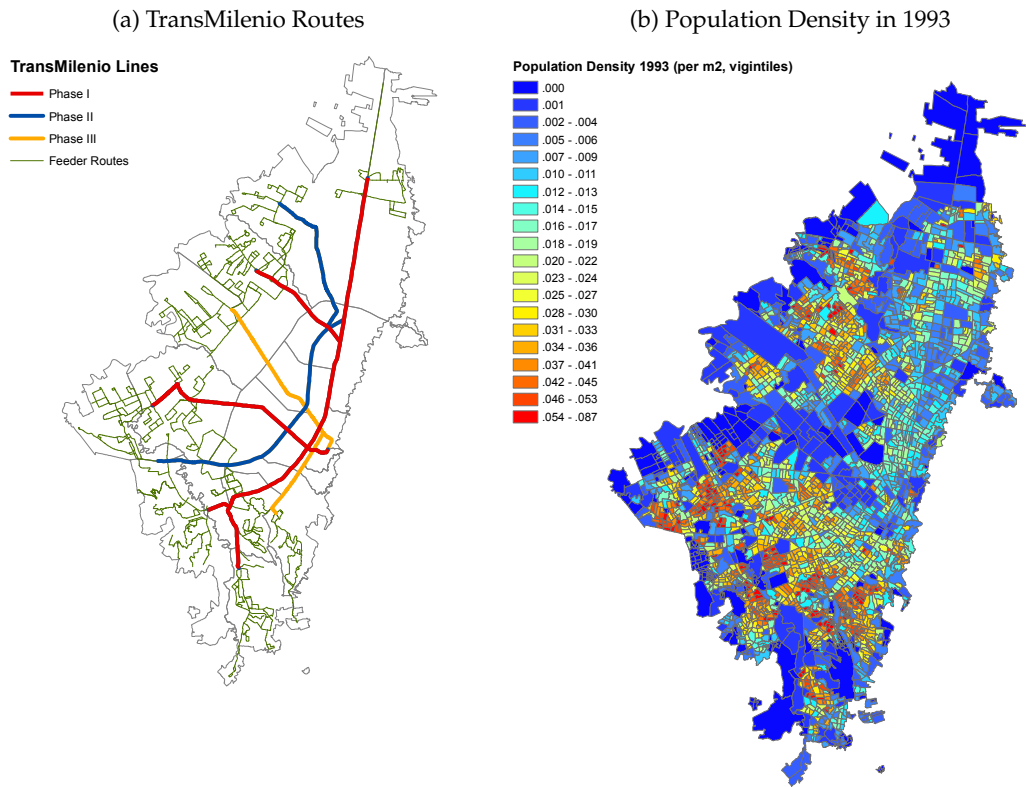 (a) TransMilenio Routes
TransMilenio Lines
Phase I
Phase II
Phase III
Feeder Routes
(b) Population Density in 1993
Population Density 1993 (per m2, vigintiles)
.000
.001
.002 - .004
.005 - .006
.007 - .009
.010 - .011
.012 - .013
.014 - .015
.016 - .017
.018 - .019
.020 - .022
.023 - .024
.025 - .027
.028 - .030
.031 - .033
.034 - .036
.037 - .041
.042 - .045
.046 - .053
.054 - .087